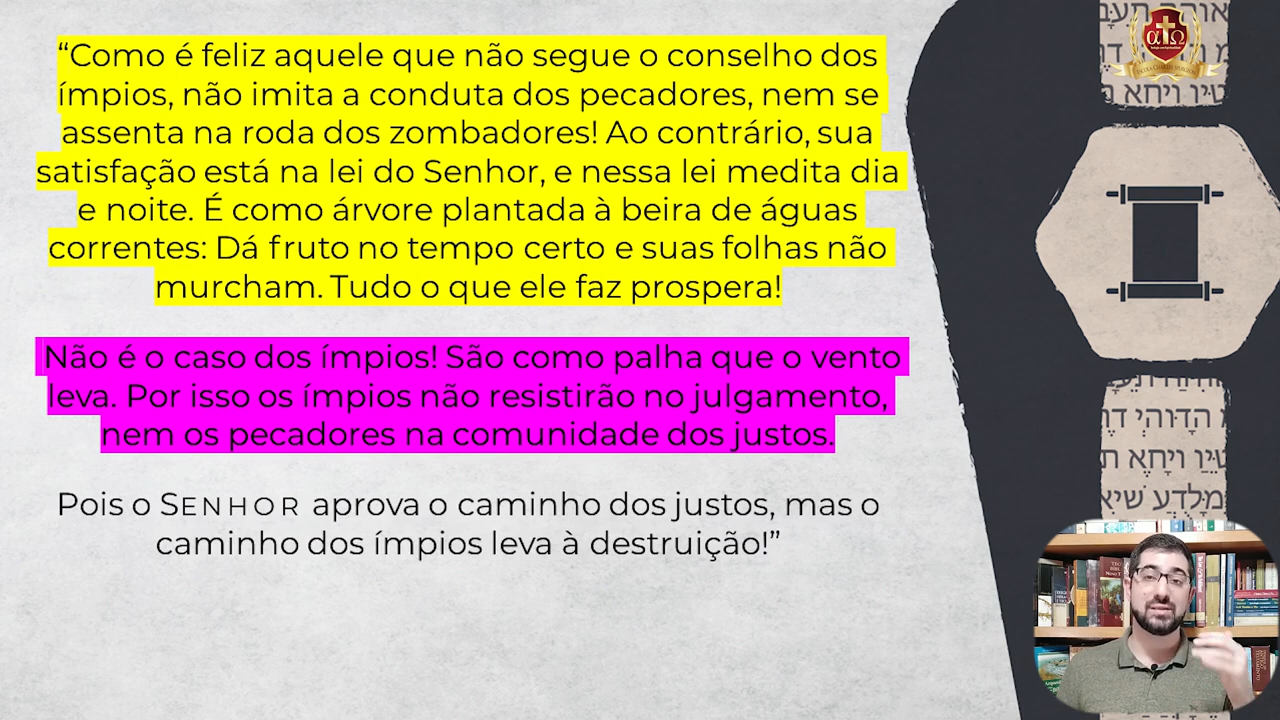 “Como é feliz aquele que não segue o conselho dos
ímpios, não imita a conduta dos pecadores, nem se
assenta na roda dos zombadores! Ao contrário, sua
satisfação está na lei do Senhor, e nessa lei medita dia
e noite. É como árvore plantada à beira de águas
correntes: Dá fruto no tempo certo e suas folhas não
murcham. Tudo o que ele faz prospera!
Não é o caso dos ímpios! São como palha que o vento
leva. Por isso os ímpios não resistirão no julgamento,
nem os pecadores na comunidade dos justos.
Pois o SENHOR aprova o caminho dos justos, mas o
caminho dos ímpios leva à destruição!”
α Ω